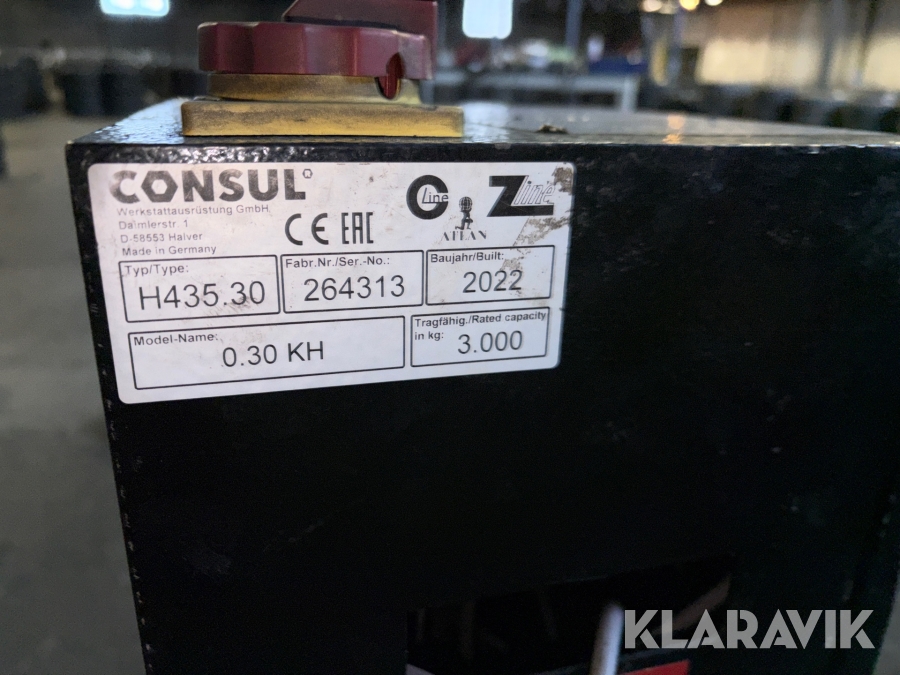 CONSUL
Werkstattausrüstung GmbH.
Daimlerstr. 1
D-58553 Halver
Made in Germany
CE EAC
C Line
ATLAN
Z line
Typ/Type:
H435.30
Fabr.Nr./Ser.-No.:
264313
Baujahr/Built:
2022
Model-Name:
0.30 KH
Tragfähig./Rated capacity
in kg:
3.000
KLARAVIK